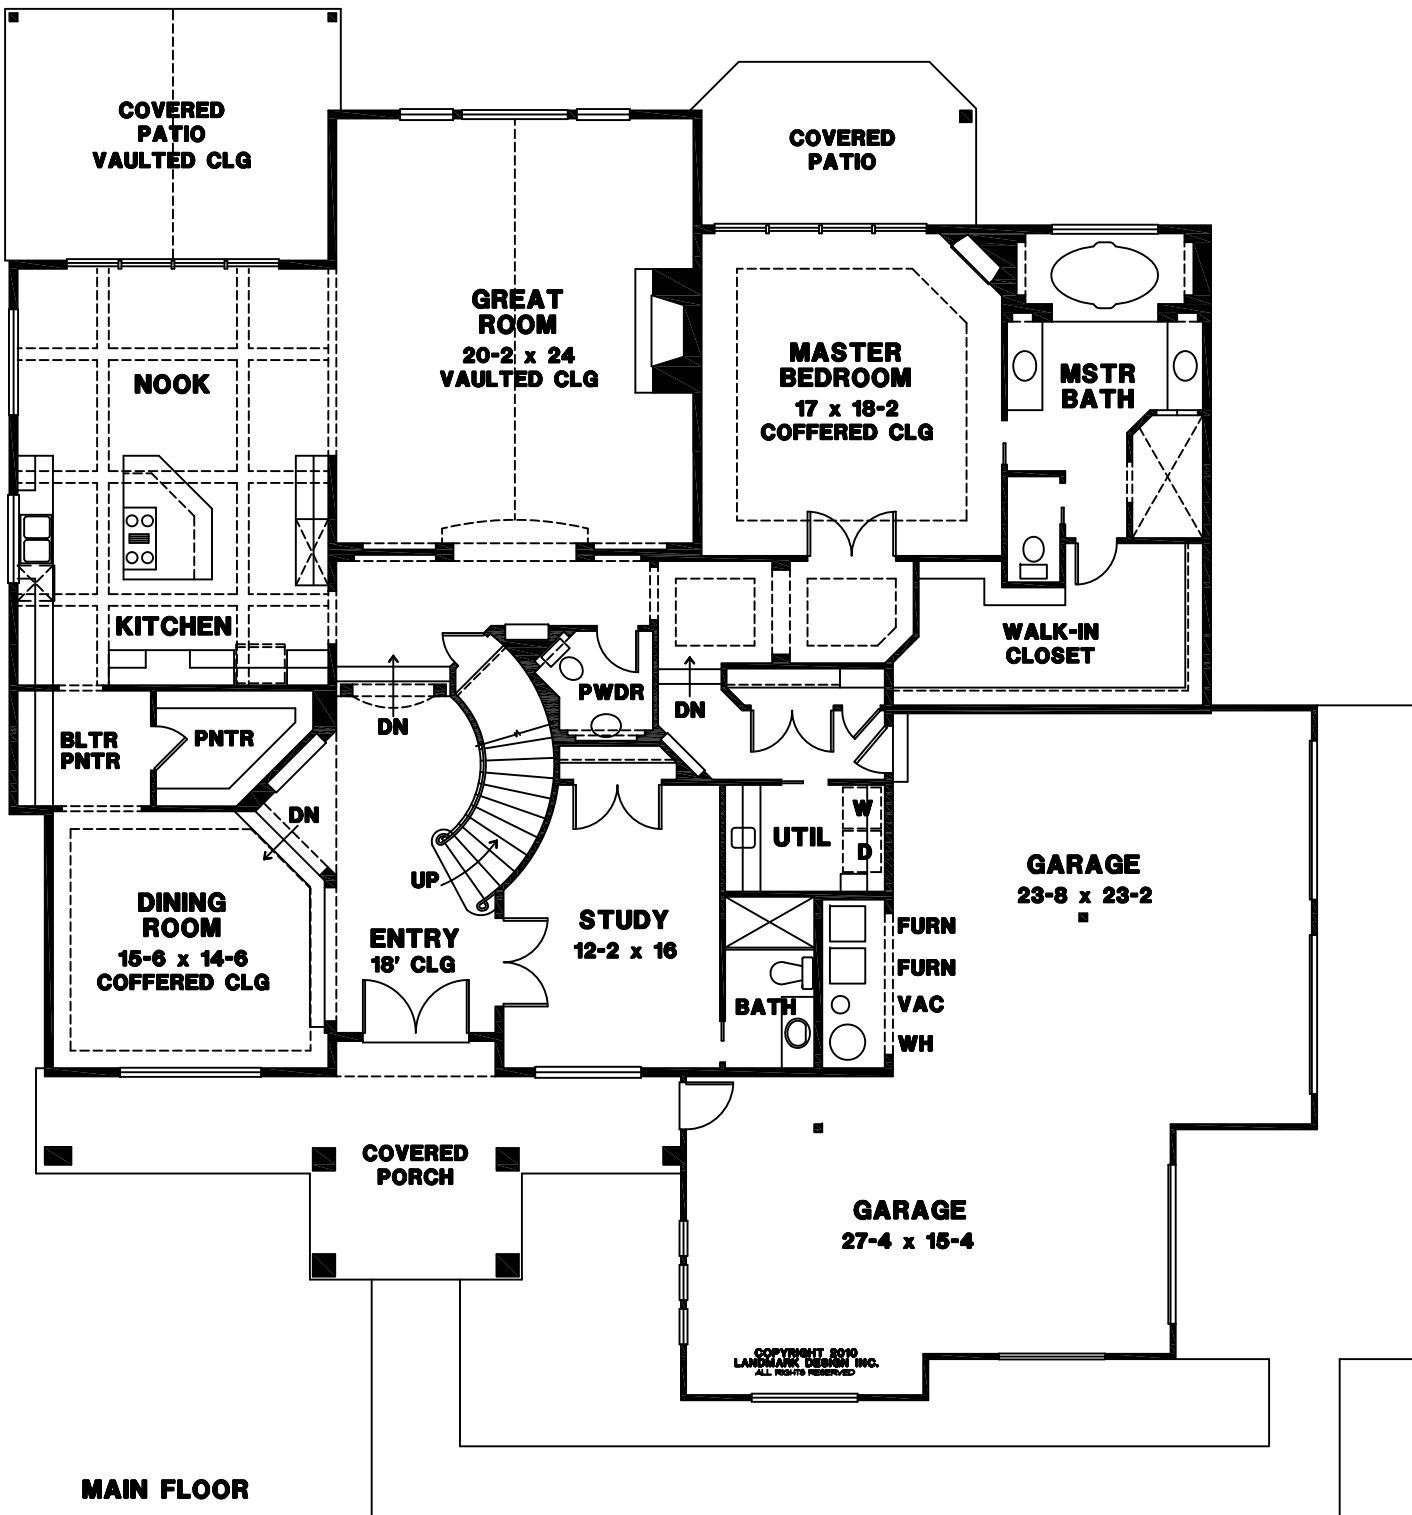 COVERED
PATIO
VAULTED CLG
COVERED
PATIO
GREAT
ROOM
20-2 x 24
VAULTED CLG
NOOK
MASTER
BEDROOM
17 x 18-2
COFFERED CLG
MSTR
BATH
KITCHEN
WALK-IN
CLOSET
PWDR
DN
DN
BLTR
PNTR
PNTR
DN
UP
W
D
UTIL
GARAGE
23-8 x 23-2
DINING
ROOM
15-6 x 14-6
COFFERED CLG
ENTRY
18' CLG
STUDY
12-2 x 16
BATH
FURN
FURN
VAC
WH
COVERED
PORCH
GARAGE
27-4 x 15-4
COPYRIGHT 2010
LANDMARK DESIGN INC.
ALL RIGHTS RESERVED
MAIN FLOOR